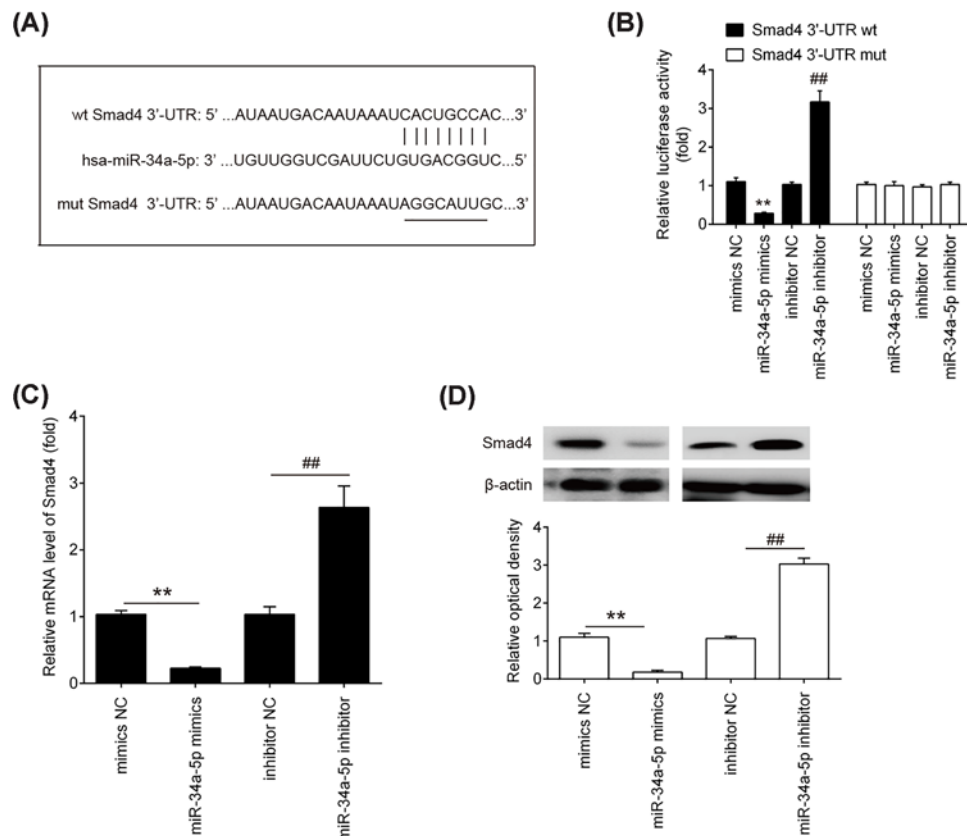 (A)
wt Smad4 3'-UTR: 5' ...AUAAUGACAAUAAAUCACUGCCAC...3'
hsa-miR-34a-5p: 3' UGUUGGUCGAUUCUGUGACGGUC...5'
mut Smad4 3'-UTR: 5' ...AUAAUGACAAUAAAUAGGCAUUGC...3'
(B)
Smad4 3'-UTR wt
Smad4 3'-UTR mut
Relative luciferase activity
(fold)
4
3
2
1
0
**
##
mimics NC
miR-34a-5p mimics
inhibitor NC
miR-34a-5p inhibitor
mimics NC
miR-34a-5p mimics
inhibitor NC
miR-34a-5p inhibitor
(C)
Relative mRNA level of Smad4 (fold)
4
3
2
1
0
**
##
mimics NC
miR-34a-5p mimics
inhibitor NC
miR-34a-5p inhibitor
(D)
Smad4
β-actin
Relative optical density
4
3
2
1
0
**
##
mimics NC
miR-34a-5p mimics
inhibitor NC
miR-34a-5p inhibitor